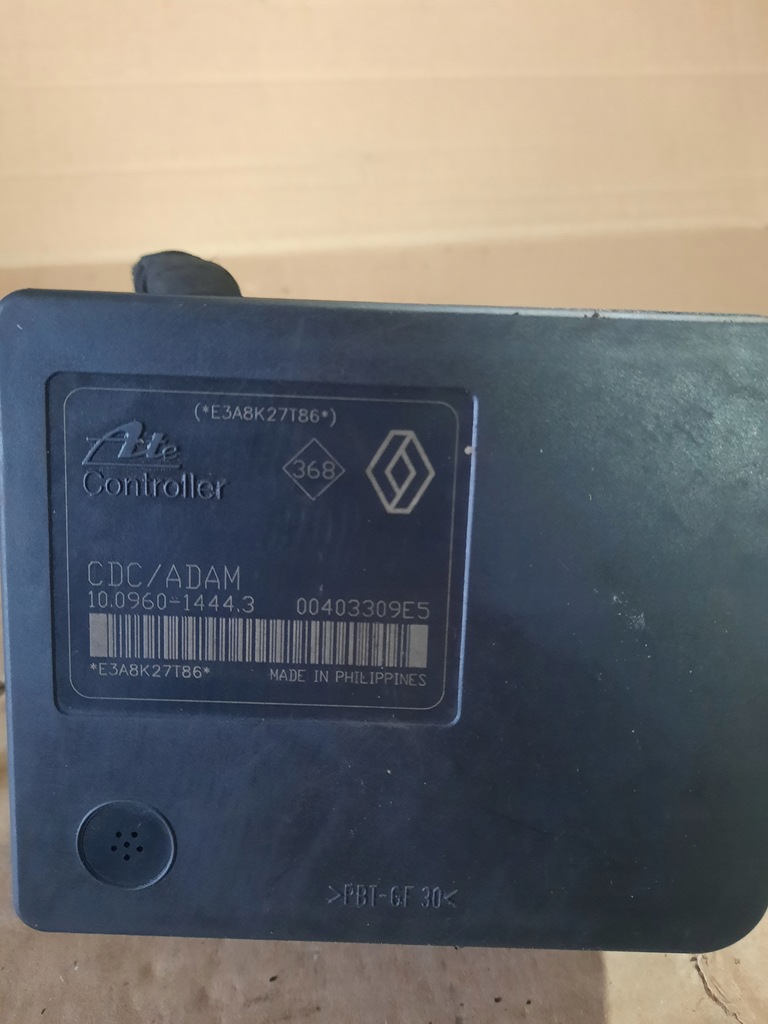 (*E3A8K27T86*)
Ate
368
Controller
CDC/ADAM
10.0960-1444.3 00403309E5
*E3A8K27T86* MADE IN PHILIPPINES
>PBT-GF 30<